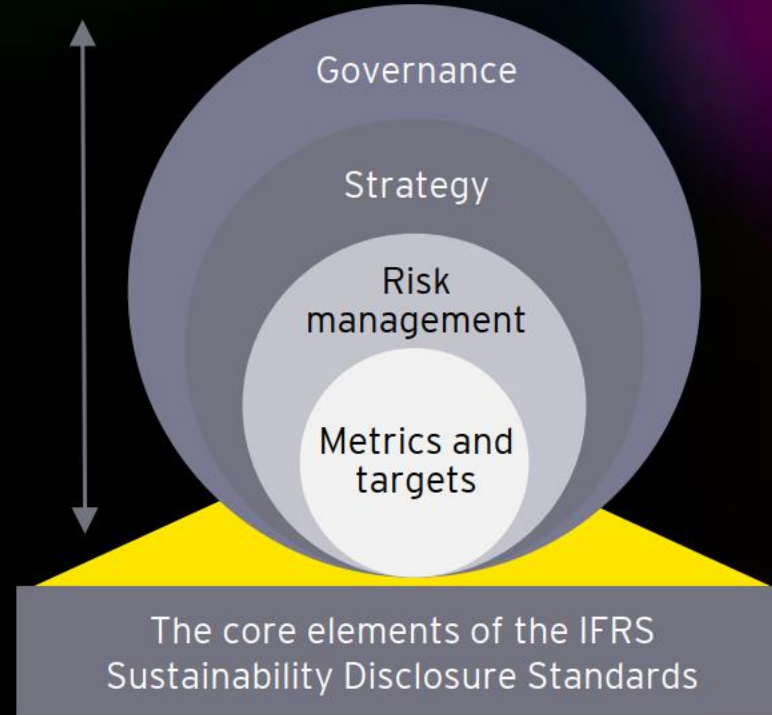 Governance
Strategy
Risk
management
Metrics and
targets
The core elements of the IFRS
Sustainability Disclosure Standards